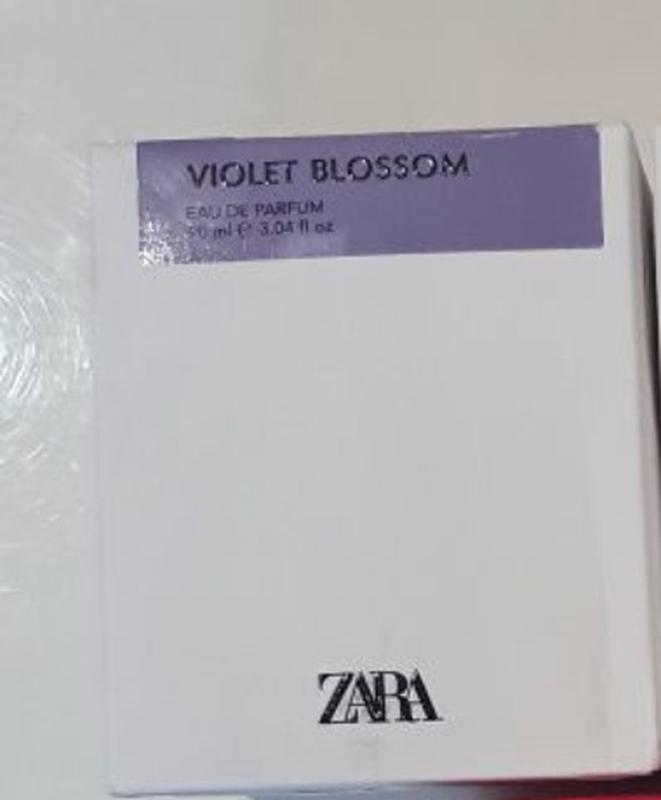 VIOLET BLOSSOM
EAU DE PARFUM
90 ml ℮ 3.04 fl oz
ZARA